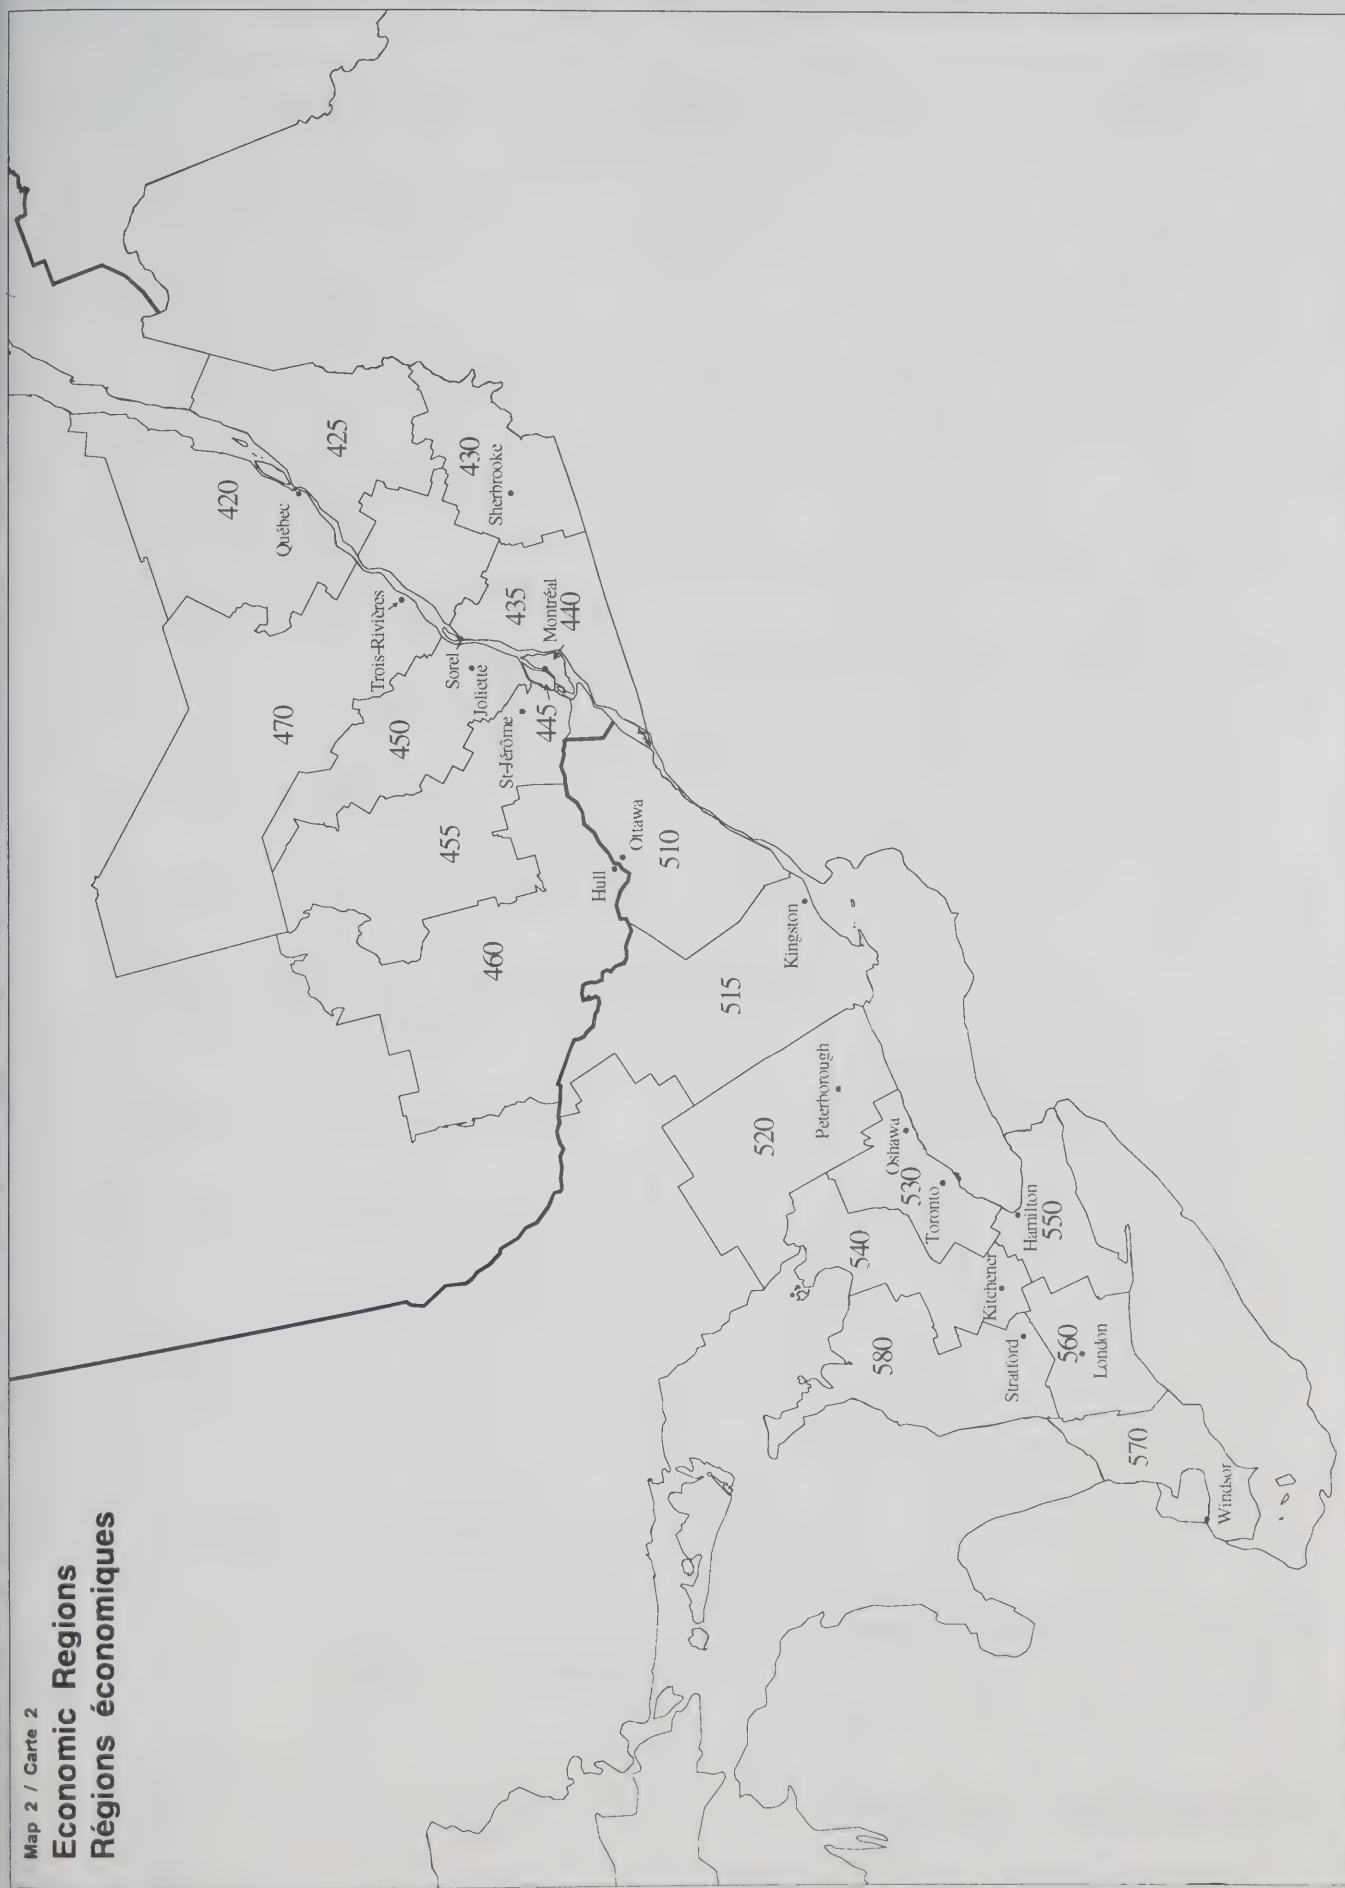 Map 2 / Carte 2
Economic Regions
Régions économiques
420
Québec
425
430
Sherbrooke
470
Trois-Rivières
435
Montréal
440
Sorel
Joliette
450
St-Jérôme
445
455
460
Hull
Ottawa
510
515
Kingston
520
Peterborough
Oshawa
530
Toronto
540
Hamilton
550
Kitchener
580
Stratford
560
London
570
Windsor